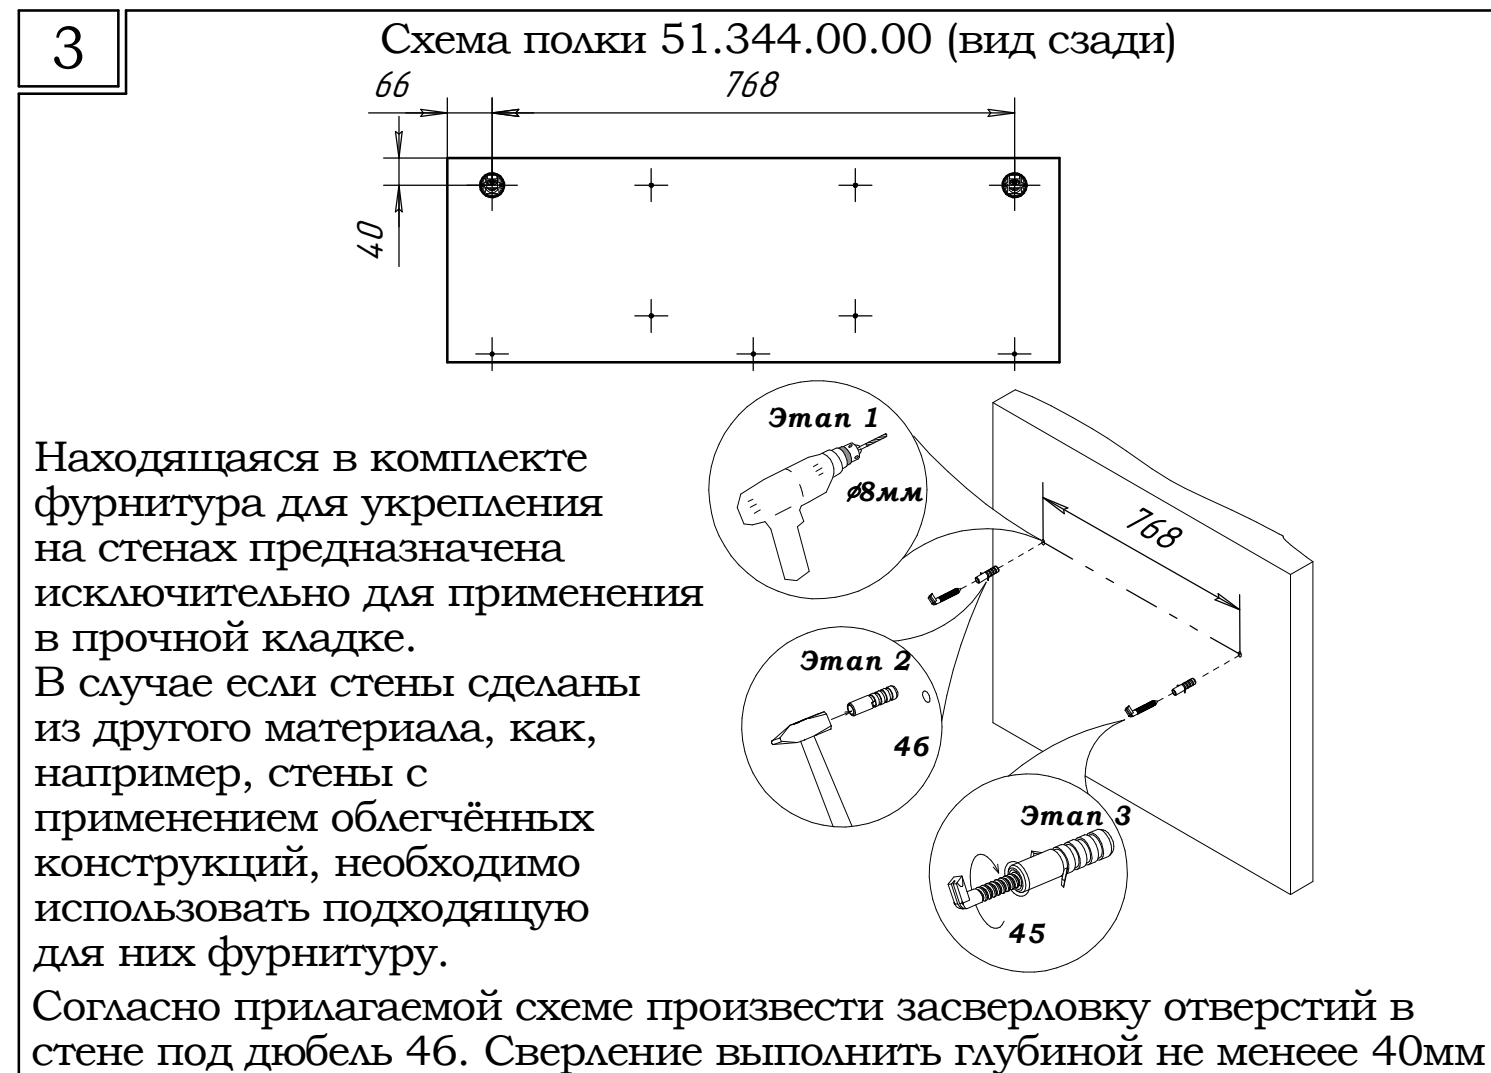 3
Схема полки 51.344.00.00 (вид сзади)
66
768
40
Этап 1
ø8мм
768
Находящаяся в комплекте
фурнитура для укрепления
на стенах предназначена
исключительно для применения
в прочной кладке.
В случае если стены сделаны
из другого материала, как,
например, стены с
применением облегчённых
конструкций, необходимо
использовать подходящую
для них фурнитуру.
Этап 2
46
Этап 3
45
Согласно прилагаемой схеме произвести засверловку отверстий в
стене под дюбель 46. Сверление выполнить глубиной не менеее 40мм